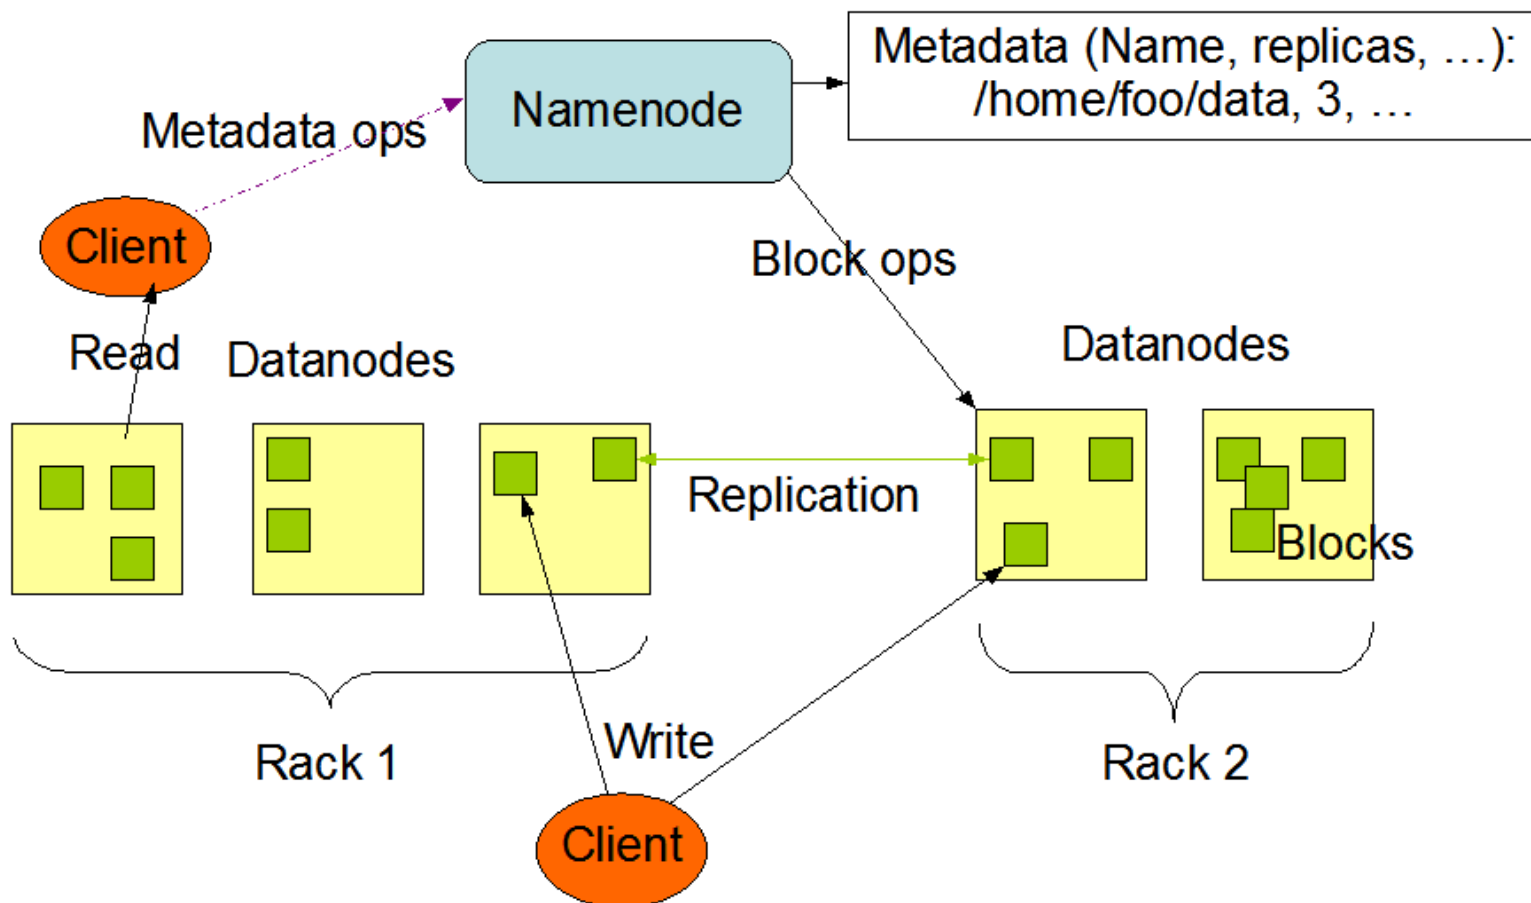 Metadata (Name, replicas, …):
/home/foo/data, 3, …
Namenode
Metadata ops
Client
Block ops
Read
Datanodes
Datanodes
Replication
Blocks
Write
Rack 1
Rack 2
Client